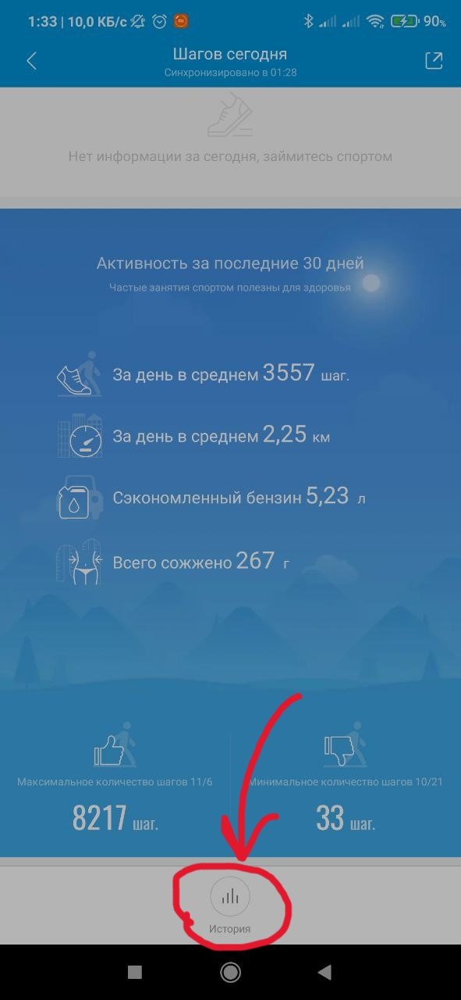 1:33 | 10,0 КБ/с
90%
Шагов сегодня
Синхронизировано в 01:28
Нет информации за сегодня, займитесь спортом
Активность за последние 30 дней
Частые занятия спортом полезны для здоровья
За день в среднем 3557 шаг.
За день в среднем 2,25 км
Сэкономленный бензин 5,23 л
Всего сожжено 267 г
Максимальное количество шагов 11/6
Минимальное количество шагов 10/21
8217 шаг.
33 шаг.
История